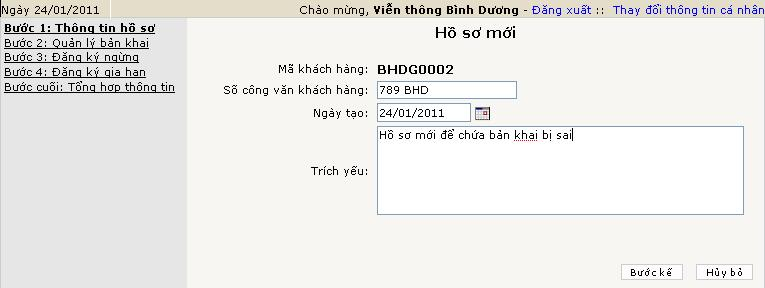 Ngày 24/01/2011
Chào mừng, Viễn thông Bình Dương - Đăng xuất :: Thay đổi thông tin cá nhân
Bước 1: Thông tin hồ sơ
Bước 2: Quản lý bản khai
Bước 3: Đăng ký ngừng
Bước 4: Đăng ký gia hạn
Bước cuối: Tổng hợp thông tin
Hồ sơ mới
Mã khách hàng: BHDG0002
Số công văn khách hàng: 789 BHD
Ngày tạo: 24/01/2011
Trích yếu: Hồ sơ mới để chứa bản khai bị sai
Bước kế Hủy bỏ